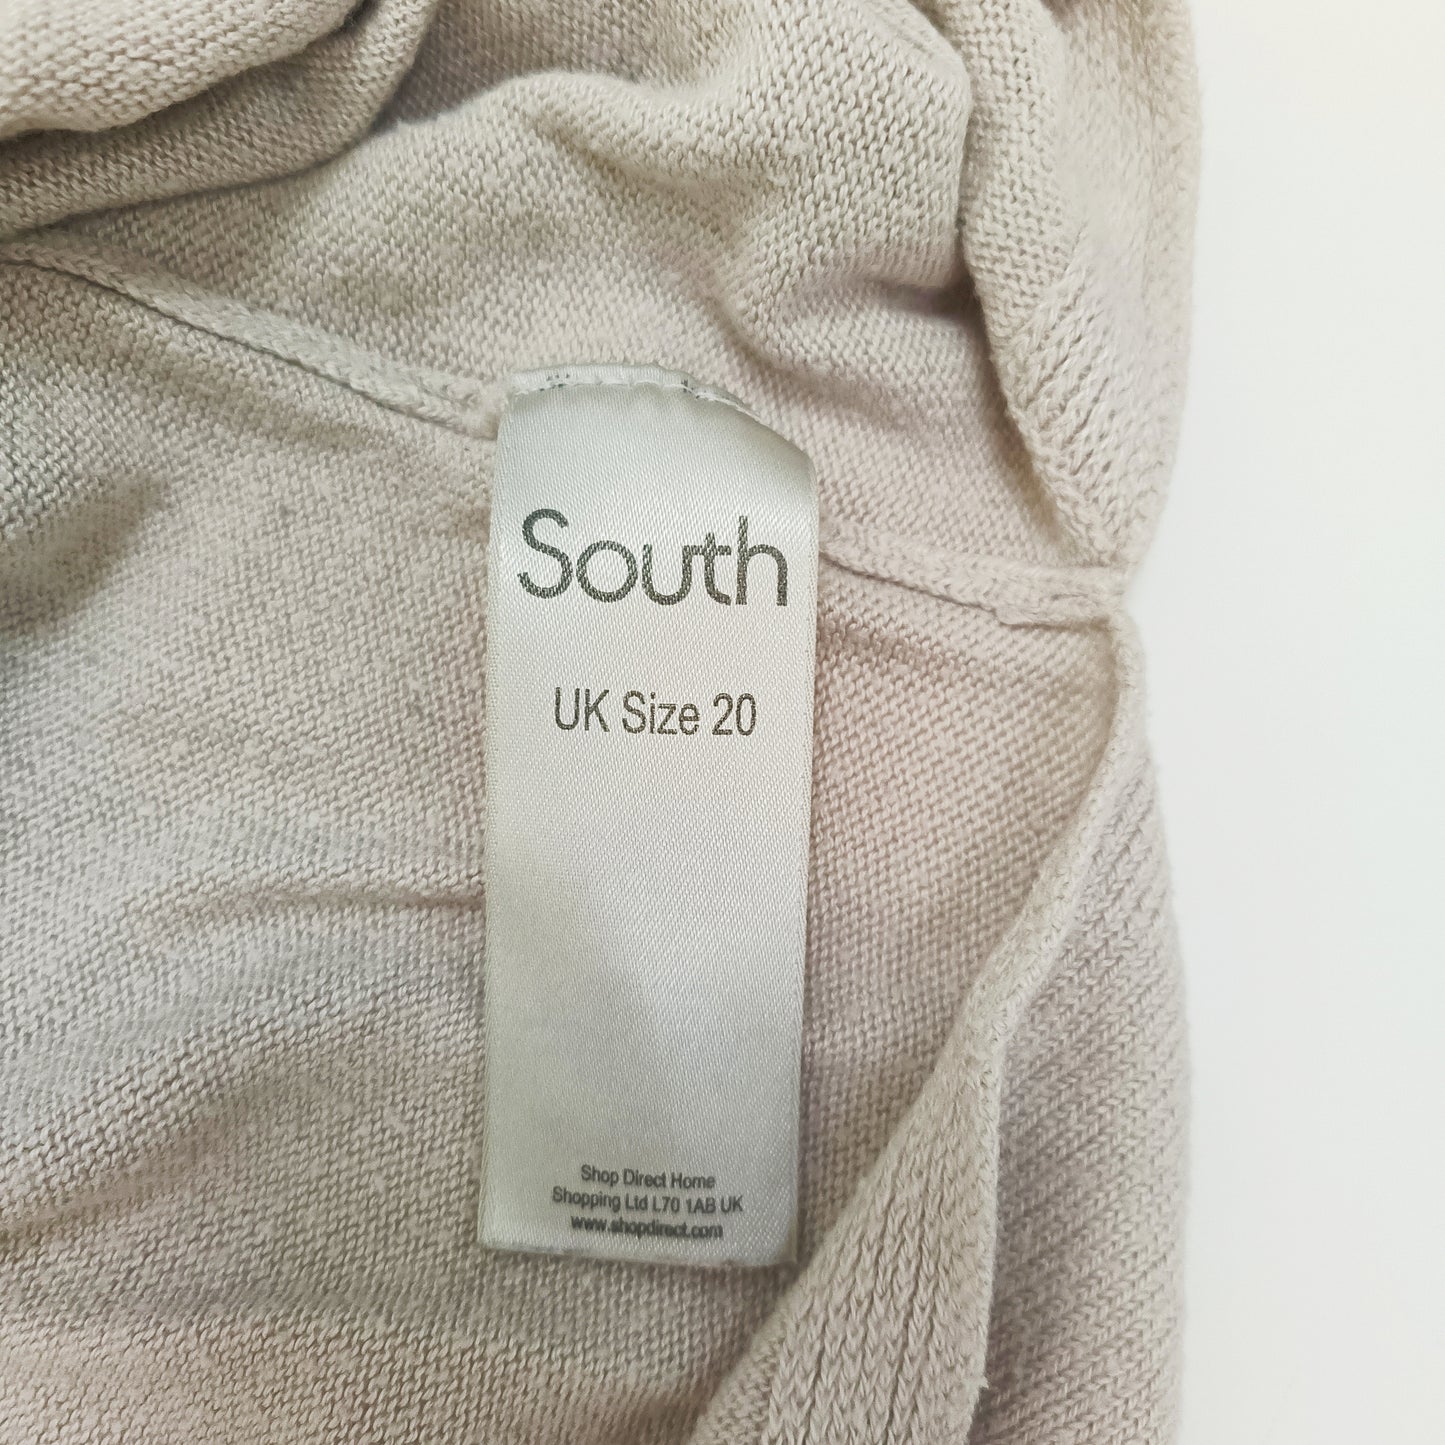 South
UK Size 20
Shop Direct Home
Shopping Ltd L70 1AB UK
www.shopdirect.com